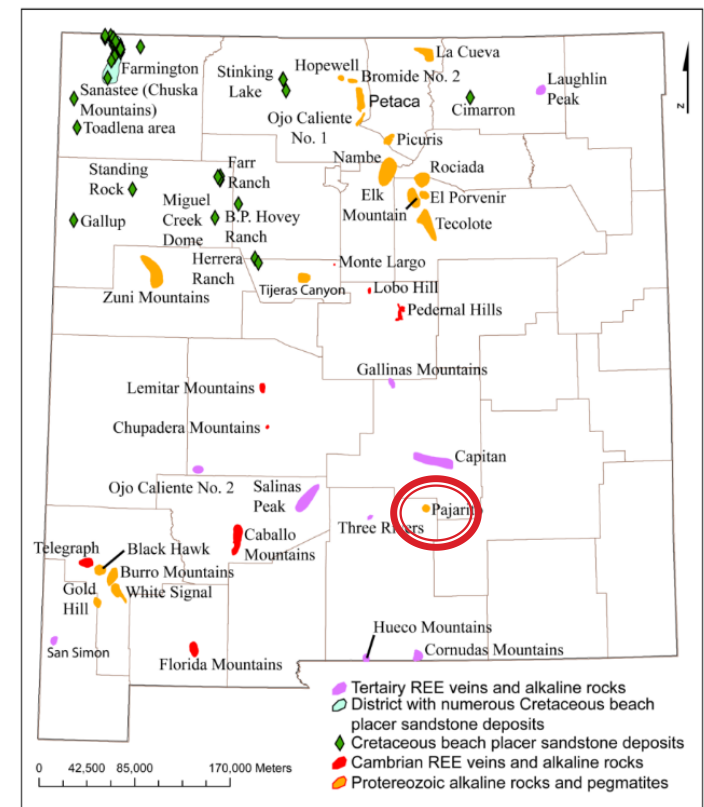 La Cueva
Hopewell
Bromide No. 2
Farmington
Stinking
Lake
Laughlin
Peak
Sanastee (Chuska
Mountains)
Petaca
Cimarron
Toadlena area
Ojo Caliente
No. 1
Picuris
Nambe
Farr
Ranch
Rociada
Standing
Rock
Elk
Mountain
El Porvenir
Miguel
Creek
Dome
B.P. Hovey
Ranch
Gallup
Tecolote
Herrera
Ranch
Monte Largo
Zuni Mountains
Tijeras Canyon
Lobo Hill
Pedernal Hills
Gallinas Mountains
Lemitar Mountains
Chupadera Mountains
Capitan
Ojo Caliente No. 2
Salinas
Peak
Pajarito
Three Rivers
Caballo
Mountains
Telegraph
Black Hawk
Burro Mountains
Gold
Hill
White Signal
Hueco Mountains
San Simon
Florida Mountains
Cornudas Mountains
N
Tertiary REE veins and alkaline rocks
District with numerous Cretaceous beach
placer sandstone deposits
Cretaceous beach placer sandstone deposits
Cambrian REE veins and alkaline rocks
Protereozoic alkaline rocks and pegmatites
0 42,500 85,000 170,000 Meters